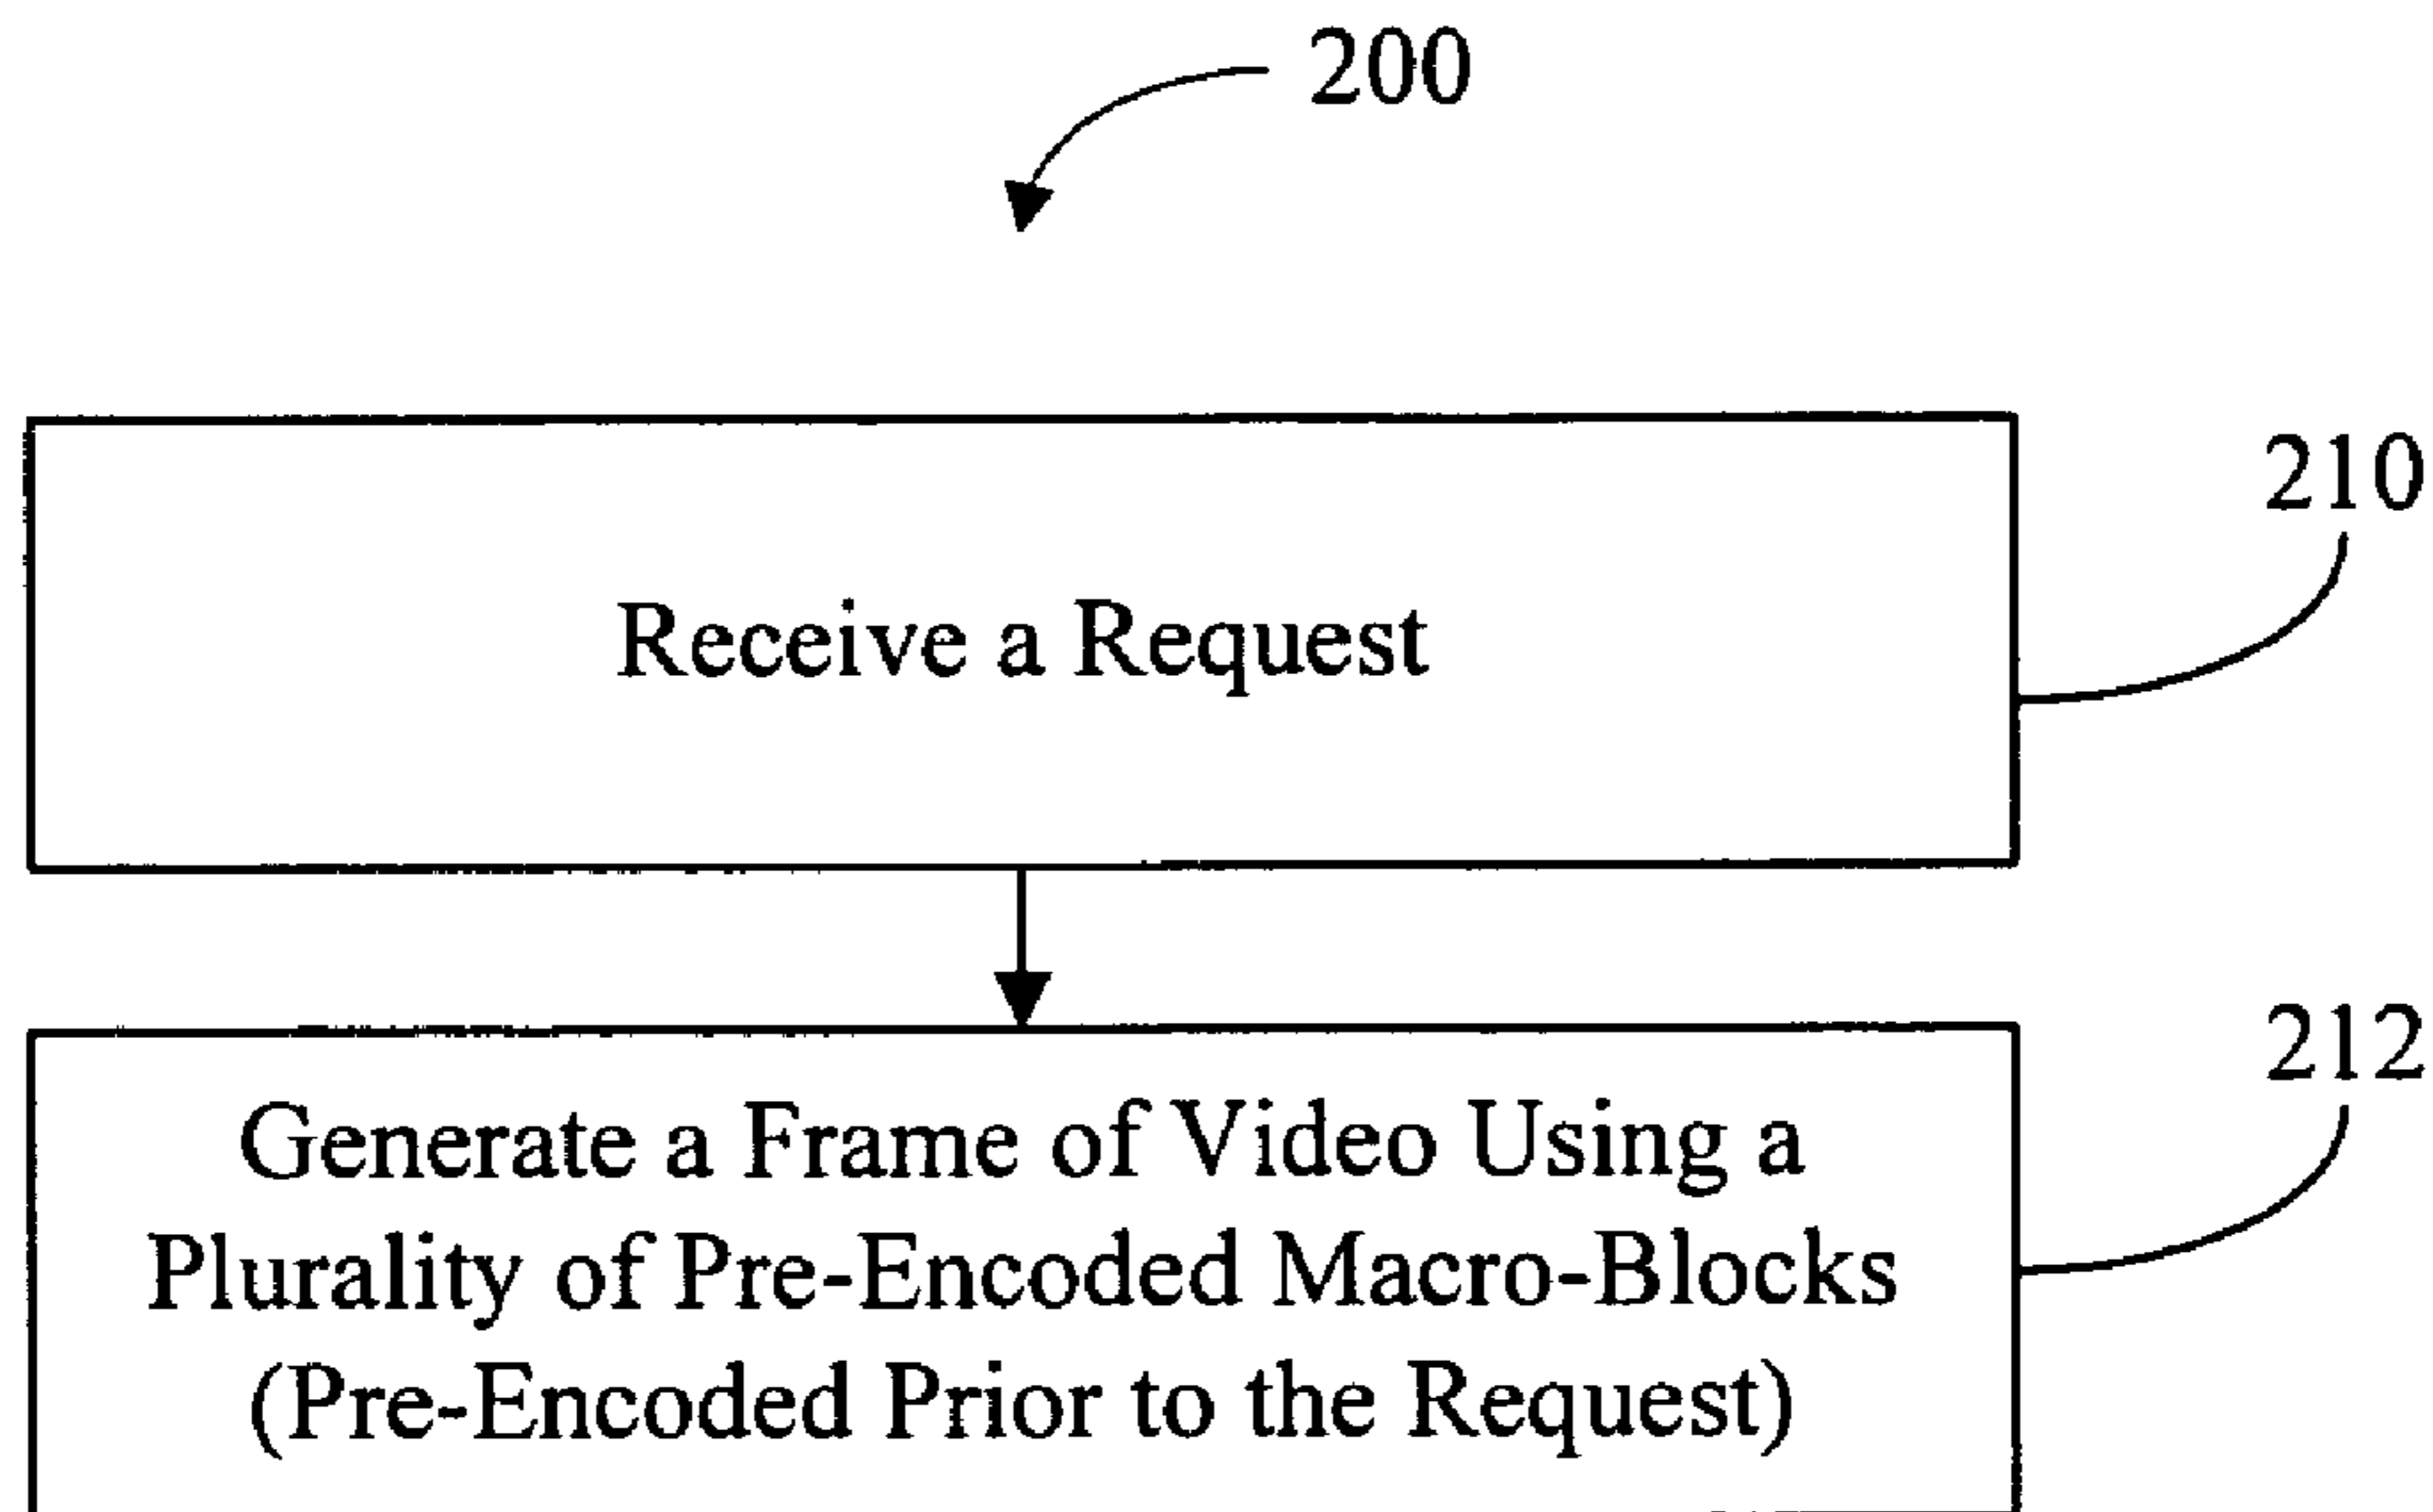 200
210
Receive a Request
212
Generate a Frame of Video Using a
Plurality of Pre-Encoded Macro-Blocks
(Pre-Encoded Prior to the Request)